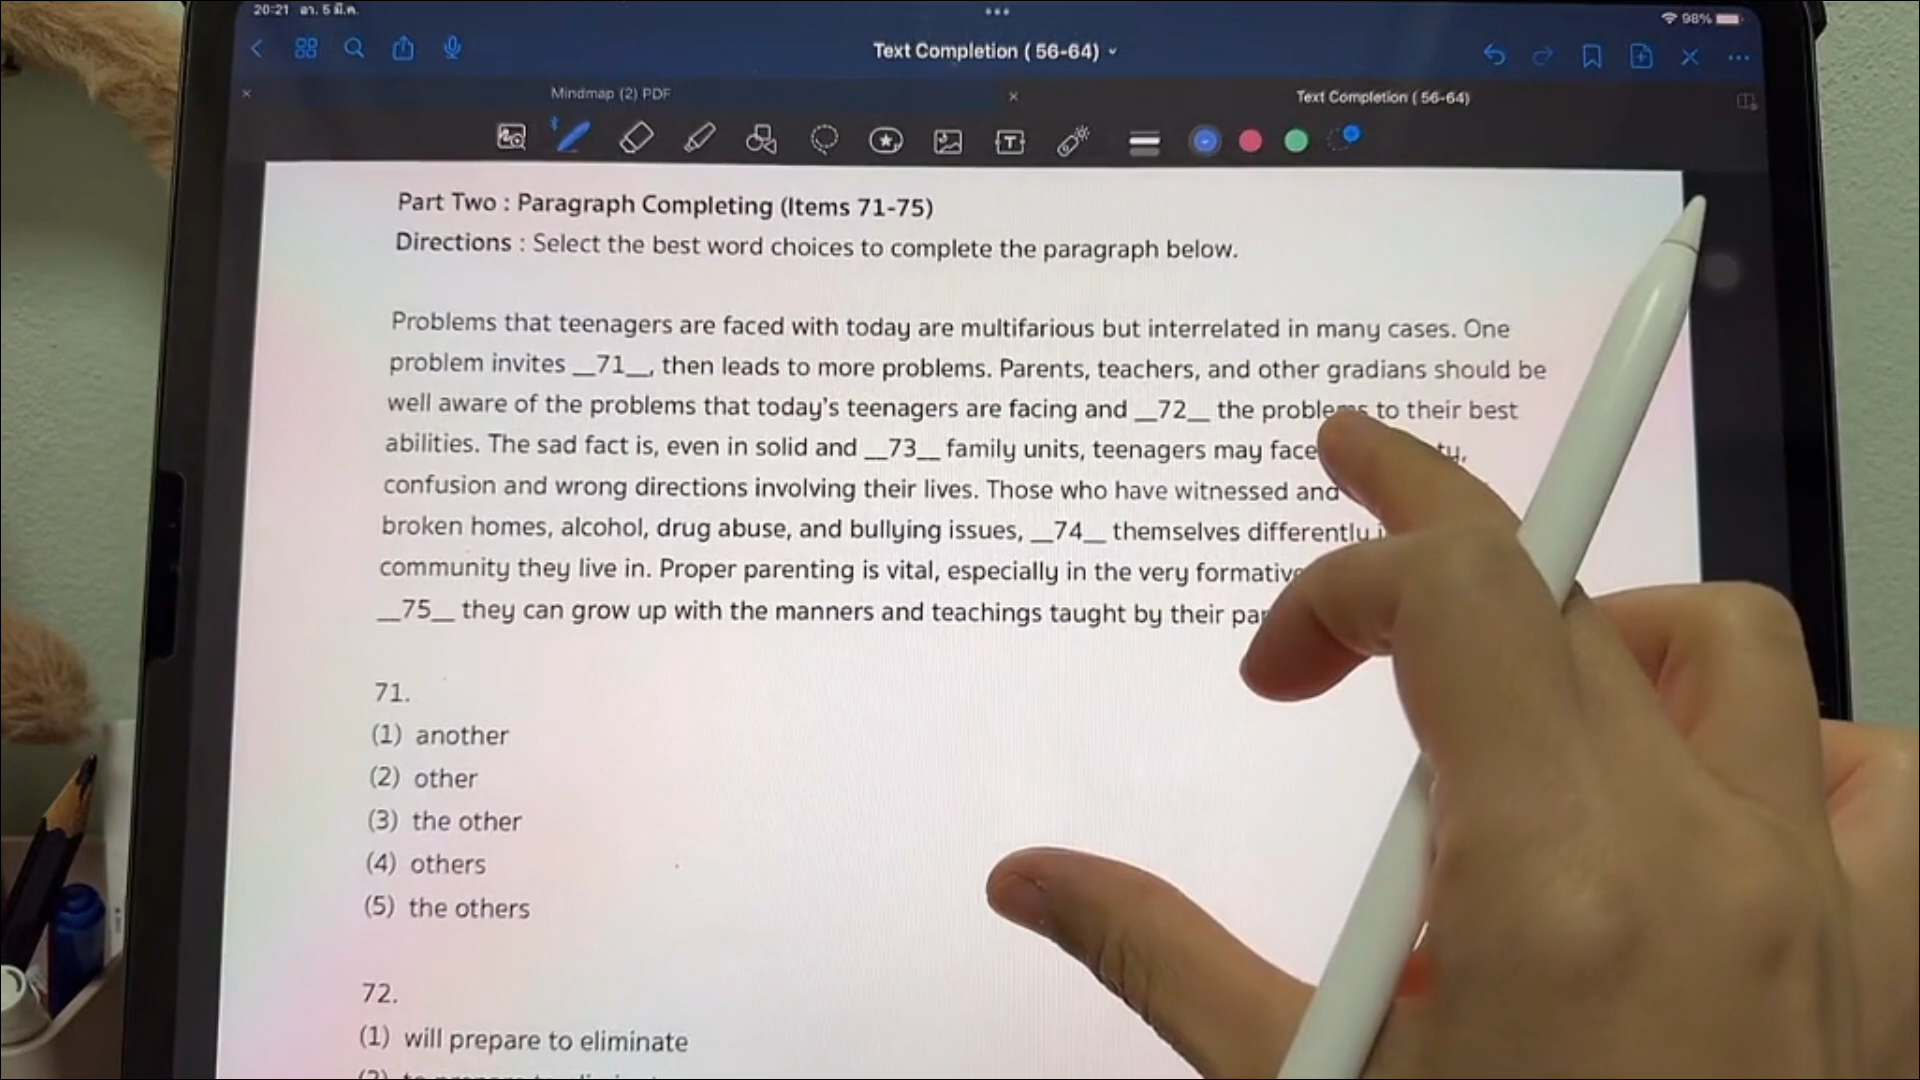 20:21 อา. 5 มี.ค.
98%
Text Completion ( 56-64)
Mindmap (2) PDF
Text Completion ( 56-64)
Part Two : Paragraph Completing (Items 71-75)
Directions : Select the best word choices to complete the paragraph below.
Problems that teenagers are faced with today are multifarious but interrelated in many cases. One
problem invites __71__, then leads to more problems. Parents, teachers, and other gradians should be
well aware of the problems that today's teenagers are facing and __72__ the problems to their best
abilities. The sad fact is, even in solid and __73__ family units, teenagers may face
confusion and wrong directions involving their lives. Those who have witnessed and
broken homes, alcohol, drug abuse, and bullying issues, __74__ themselves differently
community they live in. Proper parenting is vital, especially in the very formative
__75__ they can grow up with the manners and teachings taught by their
71.
(1) another
(2) other
(3) the other
(4) others
(5) the others
72.
(1) will prepare to eliminate